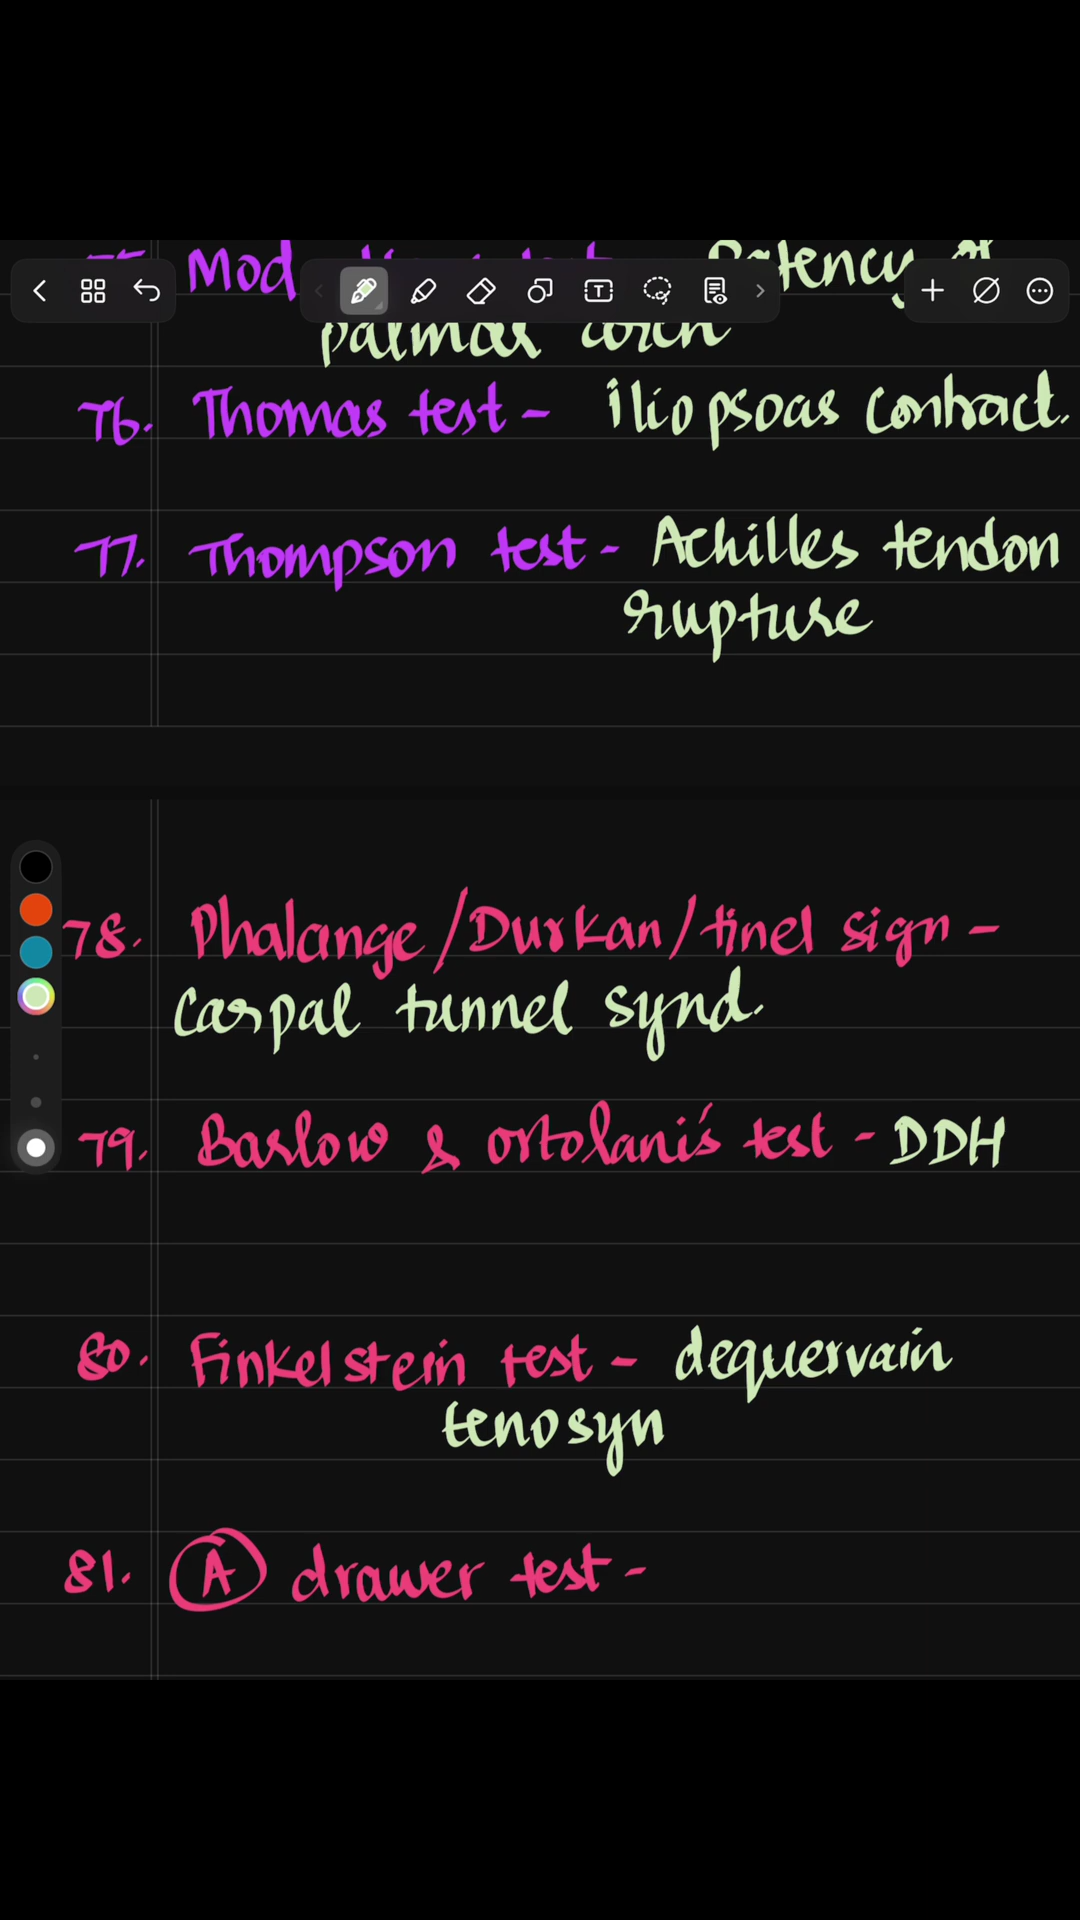 Mod
Patency of
palmar
76. Thomas test - iliopsoas contract.
77. Thompson test - Achilles tendon
rupture
78. Phalange/Durkan/tinel sign -
Carpal tunnel synd.
79. Barlow & ortolani's test - DDH
80. Finkelstein test - dequervain
tenosyn
81. A drawer test -